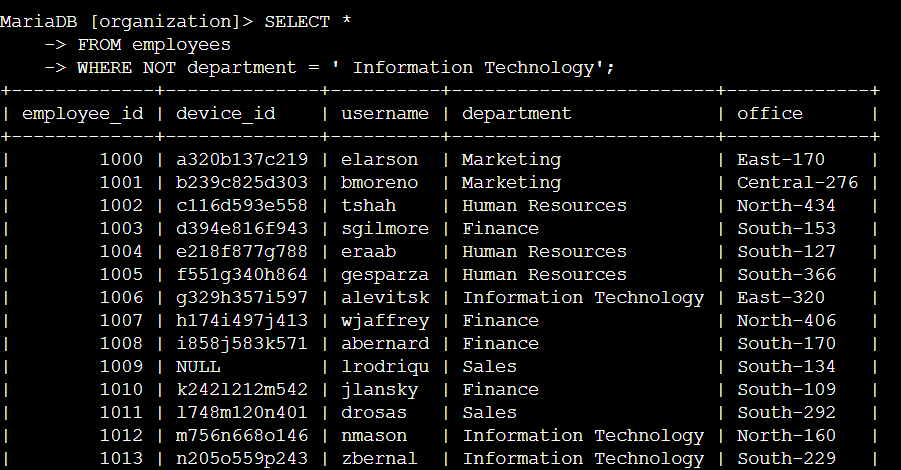 MariaDB [organization]> SELECT *
    -> FROM employees
    -> WHERE NOT department = ' Information Technology';
+-------------+--------------+----------+------------------------+-------------+
| employee_id | device_id    | username | department             | office      |
+-------------+--------------+----------+------------------------+-------------+
|        1000 | a320b137c219 | elarson  | Marketing              | East-170    |
|        1001 | b239c825d303 | bmoreno  | Marketing              | Central-276 |
|        1002 | c116d593e558 | tshah    | Human Resources        | North-434   |
|        1003 | d394e816f943 | sgilmore | Finance                | South-153   |
|        1004 | e218f877g788 | eraab    | Human Resources        | South-127   |
|        1005 | f551g340h864 | gesparza | Human Resources        | South-366   |
|        1006 | g329h357i597 | alevitsk | Information Technology | East-320    |
|        1007 | h174i497j413 | wjaffrey | Finance                | North-406   |
|        1008 | i858j583k571 | abernard | Finance                | South-170   |
|        1009 | NULL         | lrodriqu | Sales                  | South-134   |
|        1010 | k242l212m542 | jlansky  | Finance                | South-109   |
|        1011 | l748m120n401 | drosas   | Sales                  | South-292   |
|        1012 | m756n668o146 | nmason   | Information Technology | North-160   |
|        1013 | n205o559p243 | zbernal  | Information Technology | South-229   |